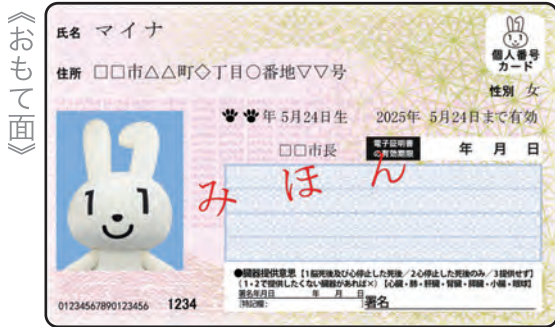 《おもて面》
氏名 マイナ
個人番号
カード
住所 □□市△△町◇丁目○番地▽▽号
性別 女
年 5月24日生 2025年 5月24日まで有効
□□市長 電子証明書の有効期限 年 月 日
みほん
1 1
●臓器提供意思【1脳死後及び心停止した死後/2心停止した死後のみ/3提供せず】
(1・2で提供したくない臓器があれば×)【心臓・肺・肝臓・腎臓・膵臓・小腸・眼球】
署名年月日 年 月 日
[特記欄: ]署名
01234567890123456 1234